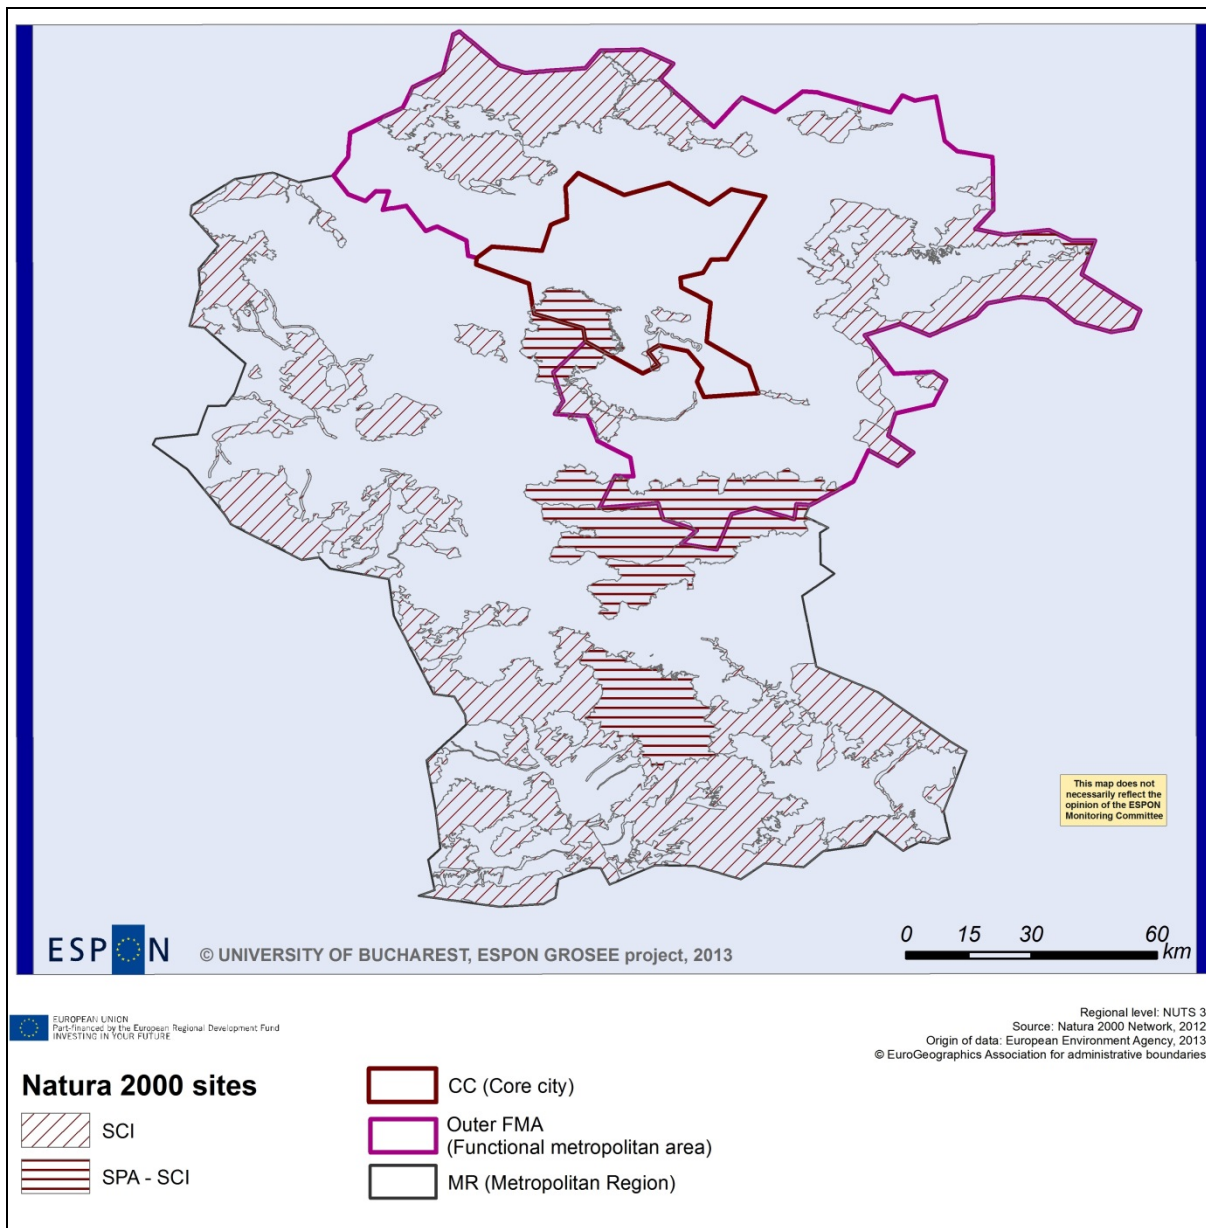 This map does not
necessarily reflect the
opinion of the ESPON
Monitoring Committee
ESPON
© UNIVERSITY OF BUCHAREST, ESPON GROSEE project, 2013
0 15 30 60
km
EUROPEAN UNION
Part-financed by the European Regional Development Fund
INVESTING IN YOUR FUTURE
Regional level: NUTS 3
Source: Natura 2000 Network, 2012
Origin of data: European Environment Agency, 2013
© EuroGeographics Association for administrative boundaries
Natura 2000 sites
SCI
SPA - SCI
CC (Core city)
Outer FMA
(Functional metropolitan area)
MR (Metropolitan Region)